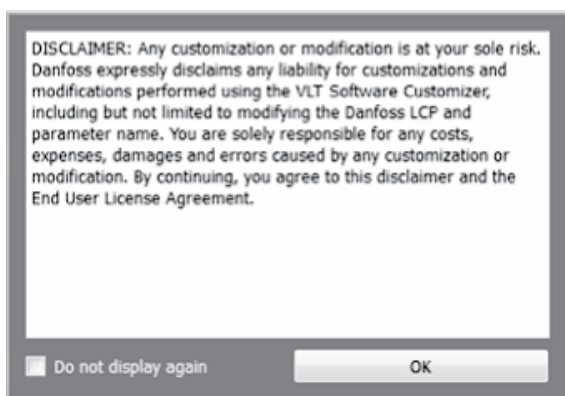 DISCLAIMER: Any customization or modification is at your sole risk.
Danfoss expressly disclaims any liability for customizations and
modifications performed using the VLT Software Customizer,
including but not limited to modifying the Danfoss LCP and
parameter name. You are solely responsible for any costs,
expenses, damages and errors caused by any customization or
modification. By continuing, you agree to this disclaimer and the
End User License Agreement.
Do not display again
OK